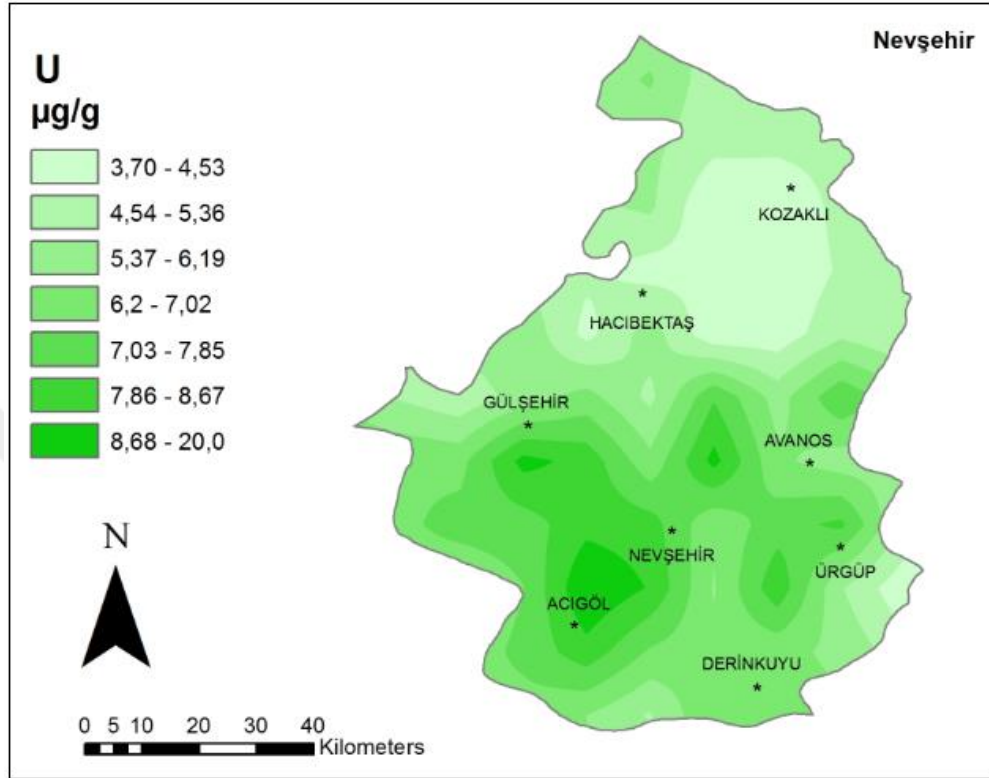 Nevşehir
U
µg/g
3,70 - 4,53
4,54 - 5,36
5,37 - 6,19
6,2 - 7,02
7,03 - 7,85
7,86 - 8,67
8,68 - 20,0
KOZAKLI
HACIBEKTAŞ
GÜLŞEHİR
AVANOS
NEVŞEHİR
ÜRGÜP
ACIGÖL
DERİNKUYU
N
0 5 10 20 30 40
Kilometers